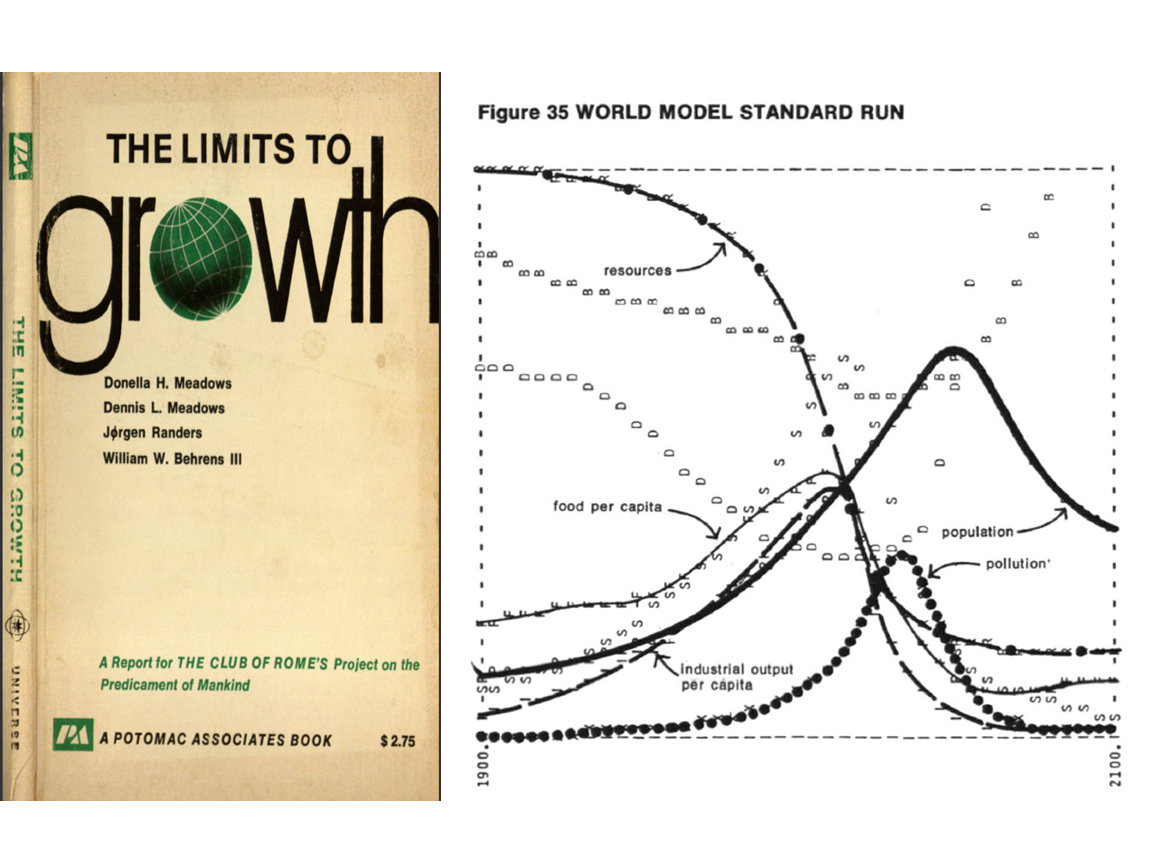 THE LIMITS TO
growth
Donella H. Meadows
Dennis L. Meadows
Jørgen Randers
William W. Behrens III
A Report for THE CLUB OF ROME'S Project on the
Predicament of Mankind
PA A POTOMAC ASSOCIATES BOOK $2.75
PA
THE LIMITS TO GROWTH
UNIVERSE
Figure 35 WORLD MODEL STANDARD RUN
resources
food per capita
population
pollution
industrial output
per capita
1900.
2100.